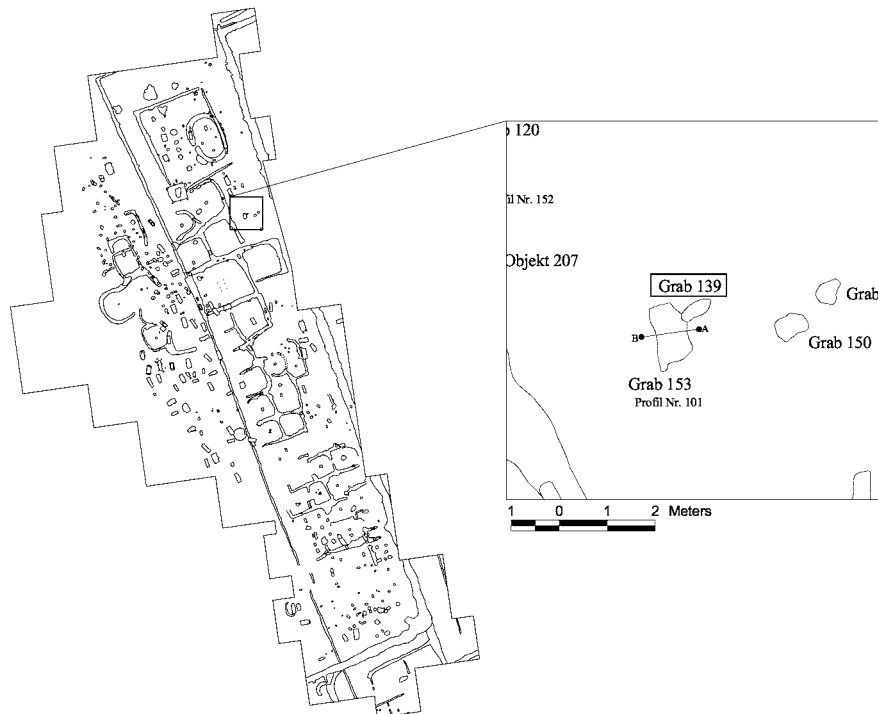 120
Nr. 152
Objekt 207
Grab 139
Grab
B
A
Grab 150
Grab 153
Profil Nr. 101
1 0 1 2 Meters